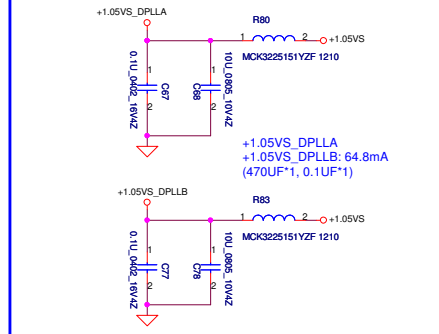 +1.05VS_DPLLA
R80
1
2
+1.05VS
MCK3225151YZF 1210
0.1U_0402_16V4Z
1
C67
2
10U_0805_10V4Z
1
C68
2
+1.05VS_DPLLA
+1.05VS_DPLLB: 64.8mA
(470UF*1, 0.1UF*1)
+1.05VS_DPLLB
R83
1
2
+1.05VS
MCK3225151YZF 1210
0.1U_0402_16V4Z
1
C77
2
10U_0805_10V4Z
1
C78
2